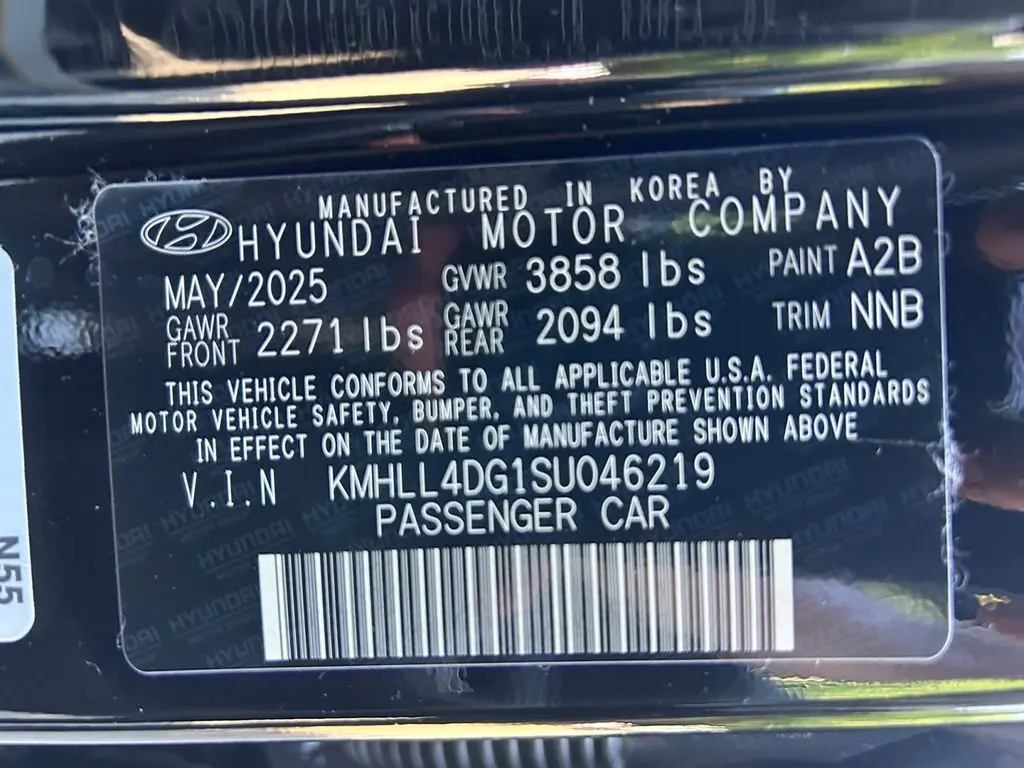 MANUFACTURED IN KOREA BY
HYUNDAI MOTOR COMPANY
MAY/2025 GVWR 3858 lbs PAINT A2B
GAWR FRONT 2271 lbs GAWR REAR 2094 lbs TRIM NNB
THIS VEHICLE CONFORMS TO ALL APPLICABLE U.S.A. FEDERAL
MOTOR VEHICLE SAFETY, BUMPER, AND THEFT PREVENTION STANDARDS
IN EFFECT ON THE DATE OF MANUFACTURE SHOWN ABOVE
V.I.N KMHLL4DG1SU046219
PASSENGER CAR
N55